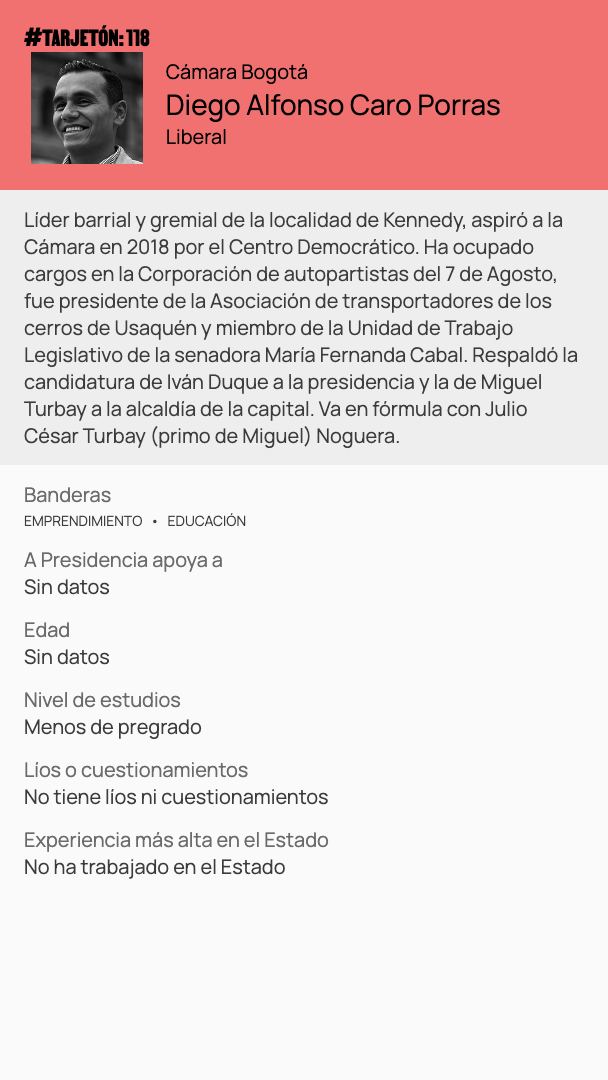 #TARJETÓN: 118
Cámara Bogotá
Diego Alfonso Caro Porras
Liberal
Líder barrial y gremial de la localidad de Kennedy, aspiró a la
Cámara en 2018 por el Centro Democrático. Ha ocupado
cargos en la Corporación de autopartistas del 7 de Agosto,
fue presidente de la Asociación de transportadores de los
cerros de Usaquén y miembro de la Unidad de Trabajo
Legislativo de la senadora María Fernanda Cabal. Respaldó la
candidatura de Iván Duque a la presidencia y la de Miguel
Turbay a la alcaldía de la capital. Va en fórmula con Julio
César Turbay (primo de Miguel) Noguera.
Banderas
EMPRENDIMIENTO • EDUCACIÓN
A Presidencia apoya a
Sin datos
Edad
Sin datos
Nivel de estudios
Menos de pregrado
Líos o cuestionamientos
No tiene líos ni cuestionamientos
Experiencia más alta en el Estado
No ha trabajado en el Estado